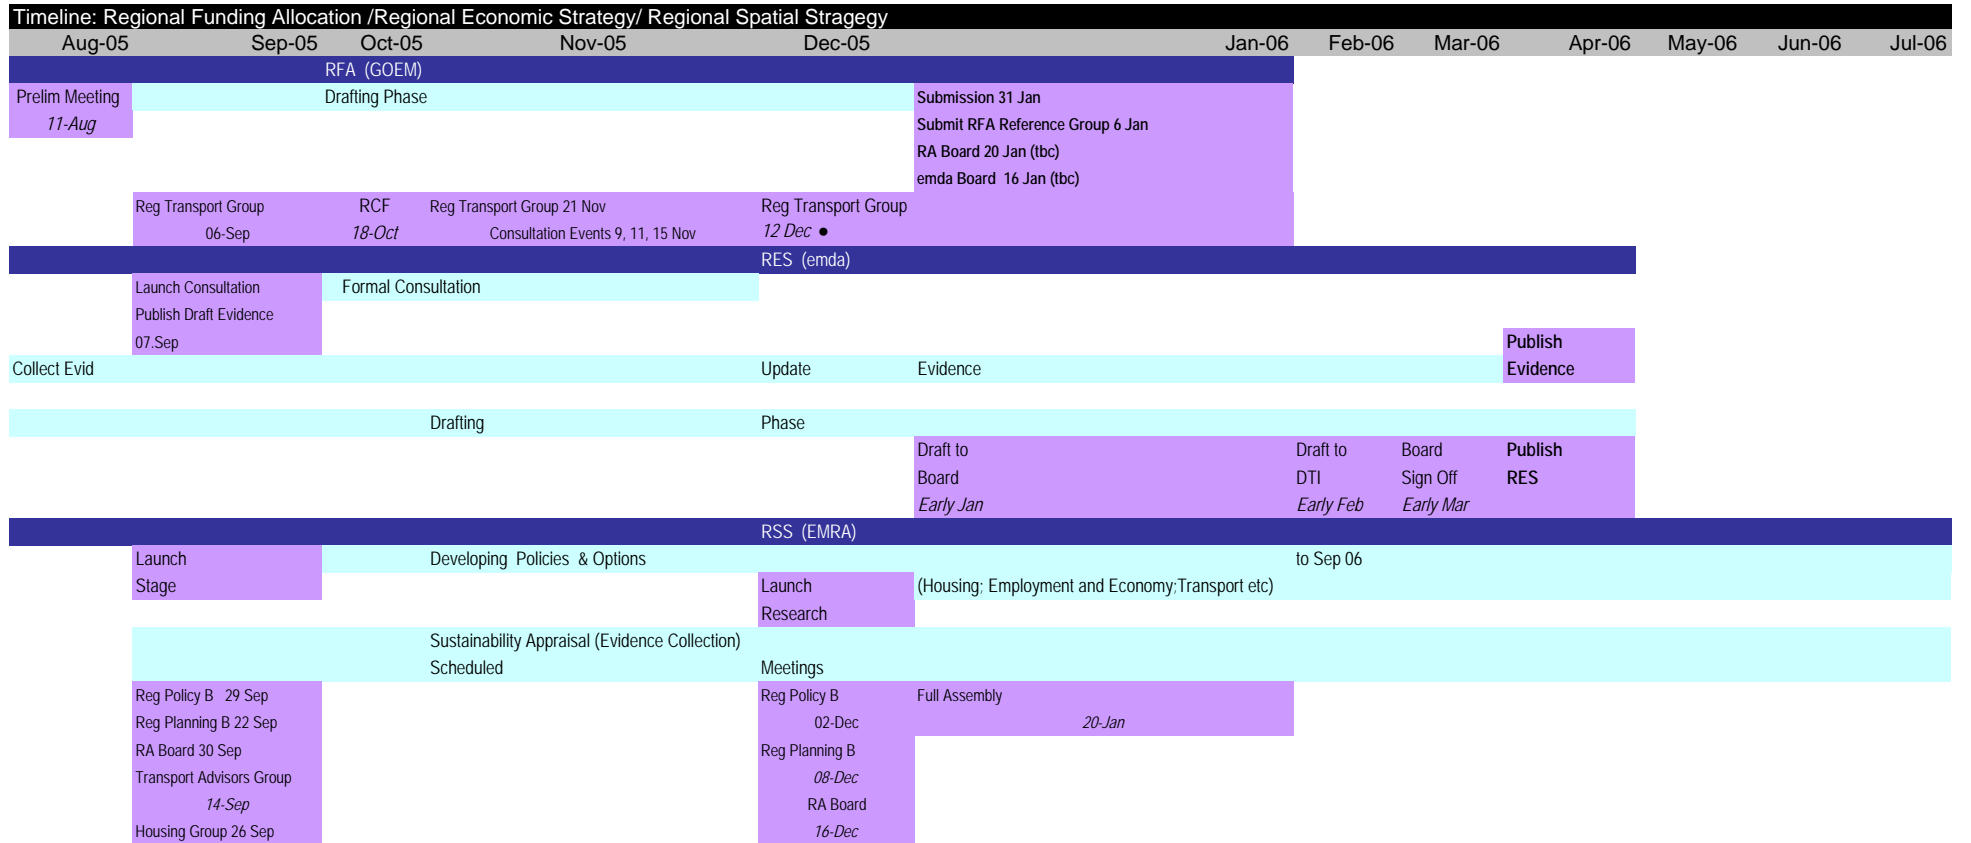 Timeline: Regional Funding Allocation /Regional Economic Strategy/ Regional Spatial Stragegy
Aug-05 Sep-05 Oct-05 Nov-05 Dec-05 Jan-06 Feb-06 Mar-06 Apr-06 May-06 Jun-06 Jul-06
RFA (GOEM)
Prelim Meeting Drafting Phase Submission 31 Jan
11-Aug Submit RFA Reference Group 6 Jan
RA Board 20 Jan (tbc)
emda Board 16 Jan (tbc)
Reg Transport Group RCF Reg Transport Group 21 Nov Reg Transport Group
06-Sep 18-Oct Consultation Events 9, 11, 15 Nov 12 Dec ●
RES (emda)
Launch Consultation Formal Consultation
Publish Draft Evidence
07.Sep Publish
Collect Evid Update Evidence Evidence
Drafting Phase
Draft to Draft to Board Publish
Board DTI Sign Off RES
Early Jan Early Feb Early Mar
RSS (EMRA)
Launch Developing Policies & Options to Sep 06
Stage Launch (Housing; Employment and Economy;Transport etc)
Research
Sustainability Appraisal (Evidence Collection)
Scheduled Meetings
Reg Policy B 29 Sep Reg Policy B Full Assembly
Reg Planning B 22 Sep 02-Dec 20-Jan
RA Board 30 Sep Reg Planning B
Transport Advisors Group 08-Dec
14-Sep RA Board
Housing Group 26 Sep 16-Dec